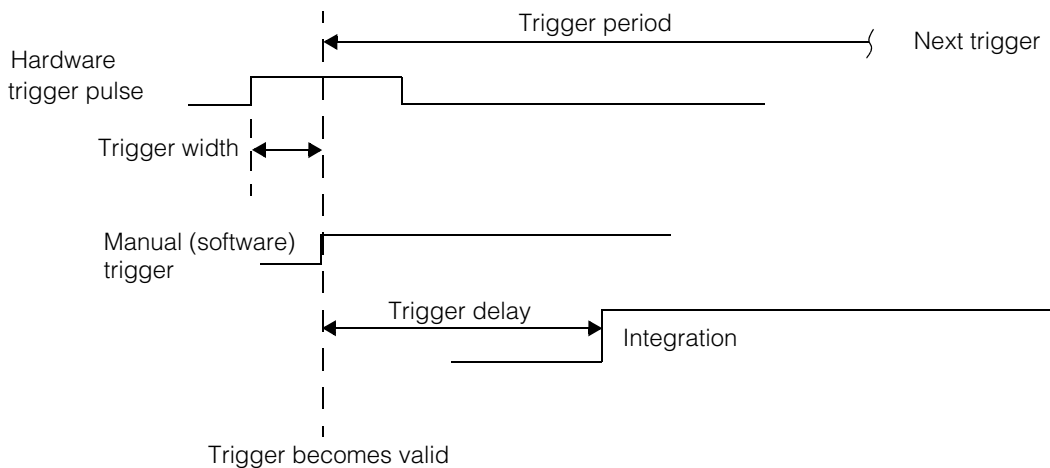 Trigger period
Next trigger
Hardware
trigger pulse
Trigger width
Manual (software)
trigger
Trigger delay
Integration
Trigger becomes valid